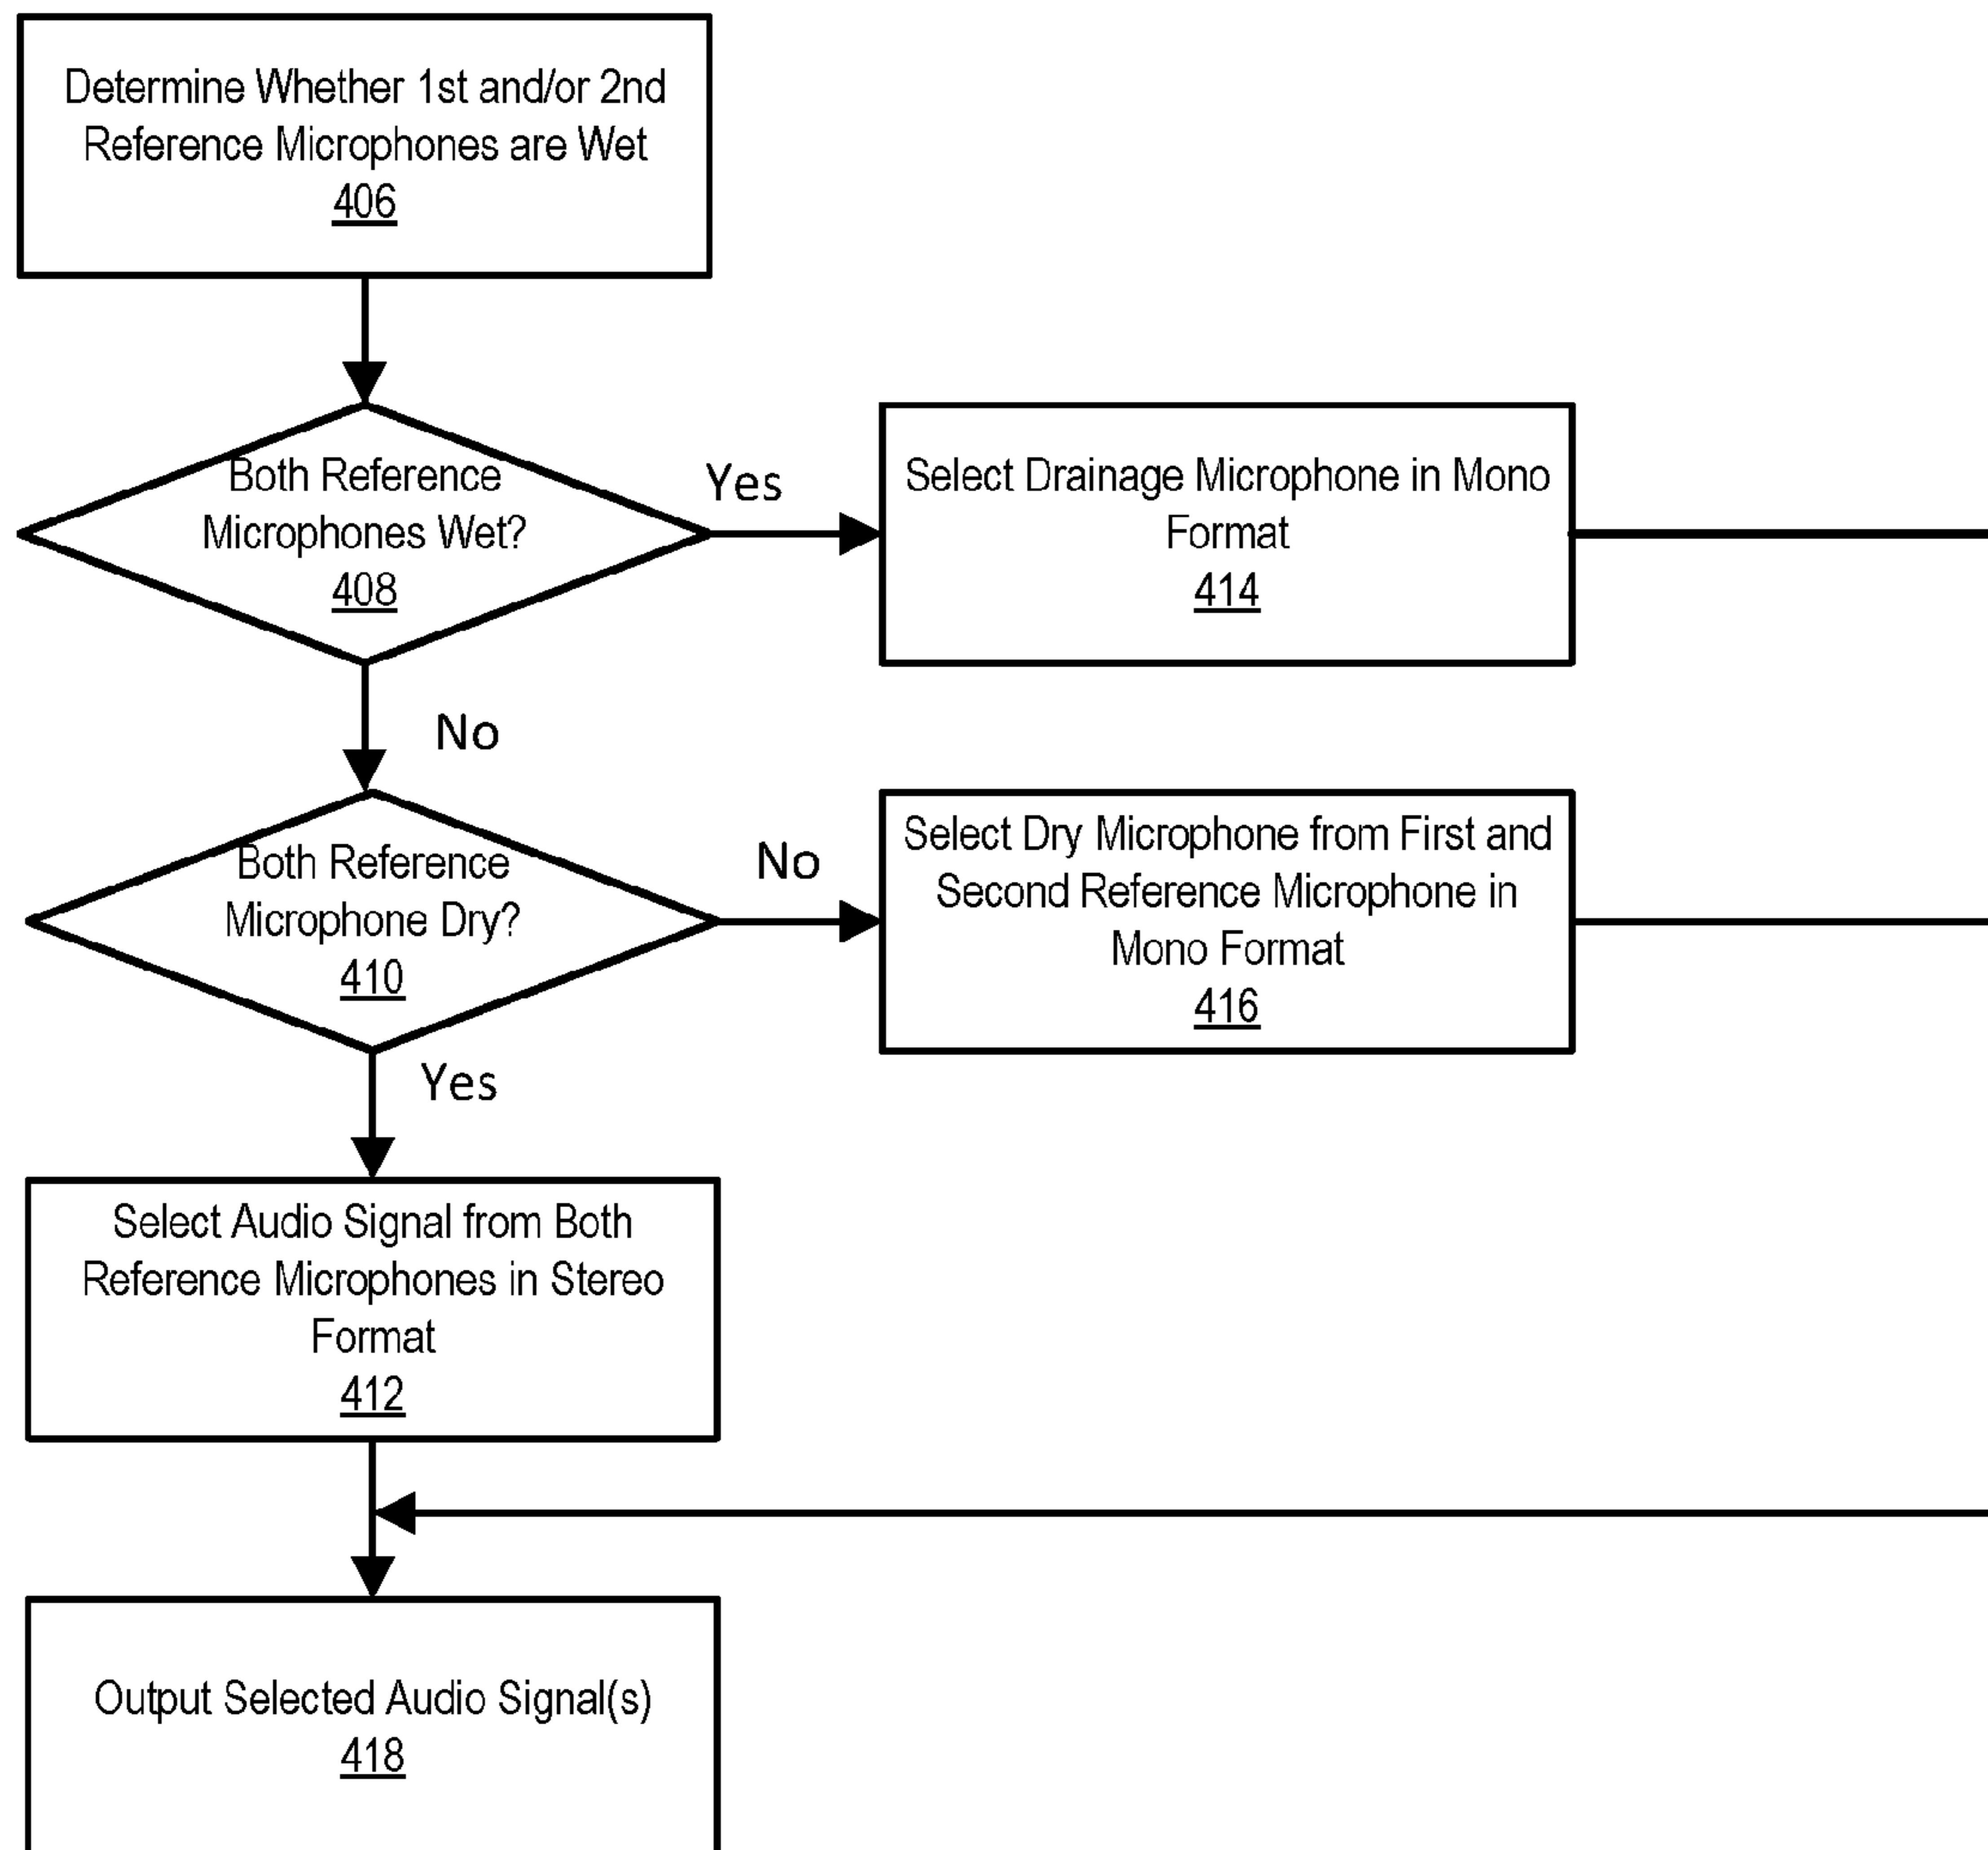 Determine Whether 1st and/or 2nd
Reference Microphones are Wet
406
Both Reference
Microphones Wet?
408
Yes
Select Drainage Microphone in Mono
Format
414
No
Both Reference
Microphone Dry?
410
No
Select Dry Microphone from First and
Second Reference Microphone in
Mono Format
416
Yes
Select Audio Signal from Both
Reference Microphones in Stereo
Format
412
Output Selected Audio Signal(s)
418